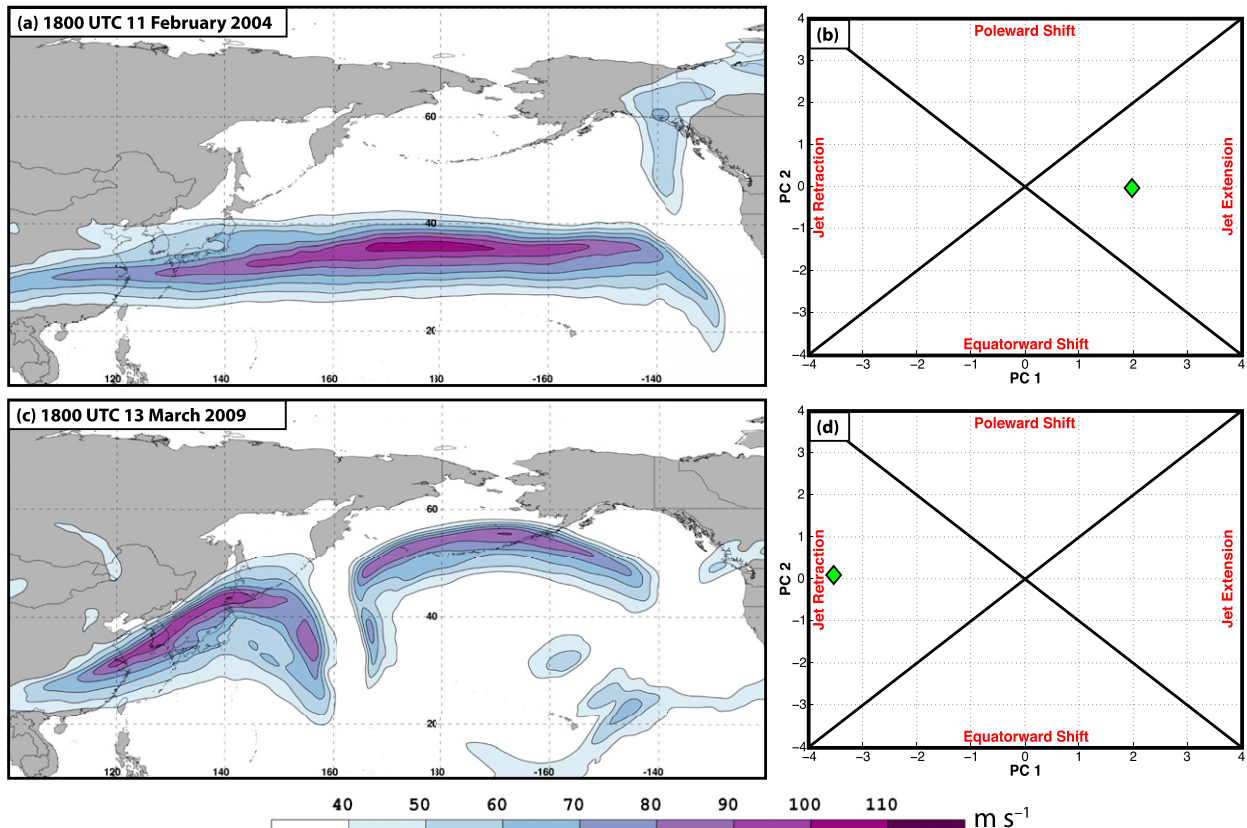 (a) 1800 UTC 11 February 2004
60
40
20
120 140 160 180 -160 -140
(b)
Poleward Shift
Jet Retraction
Jet Extension
Equatorward Shift
PC 2
4
3
2
1
0
−1
−2
−3
−4
−4 −3 −2 −1 0 1 2 3 4
PC 1
(c) 1800 UTC 13 March 2009
60
40
20
120 140 160 180 -160 -140
(d)
Poleward Shift
Jet Retraction
Jet Extension
Equatorward Shift
PC 2
4
3
2
1
0
−1
−2
−3
−4
−4 −3 −2 −1 0 1 2 3 4
PC 1
40 50 60 70 80 90 100 110 m s⁻¹